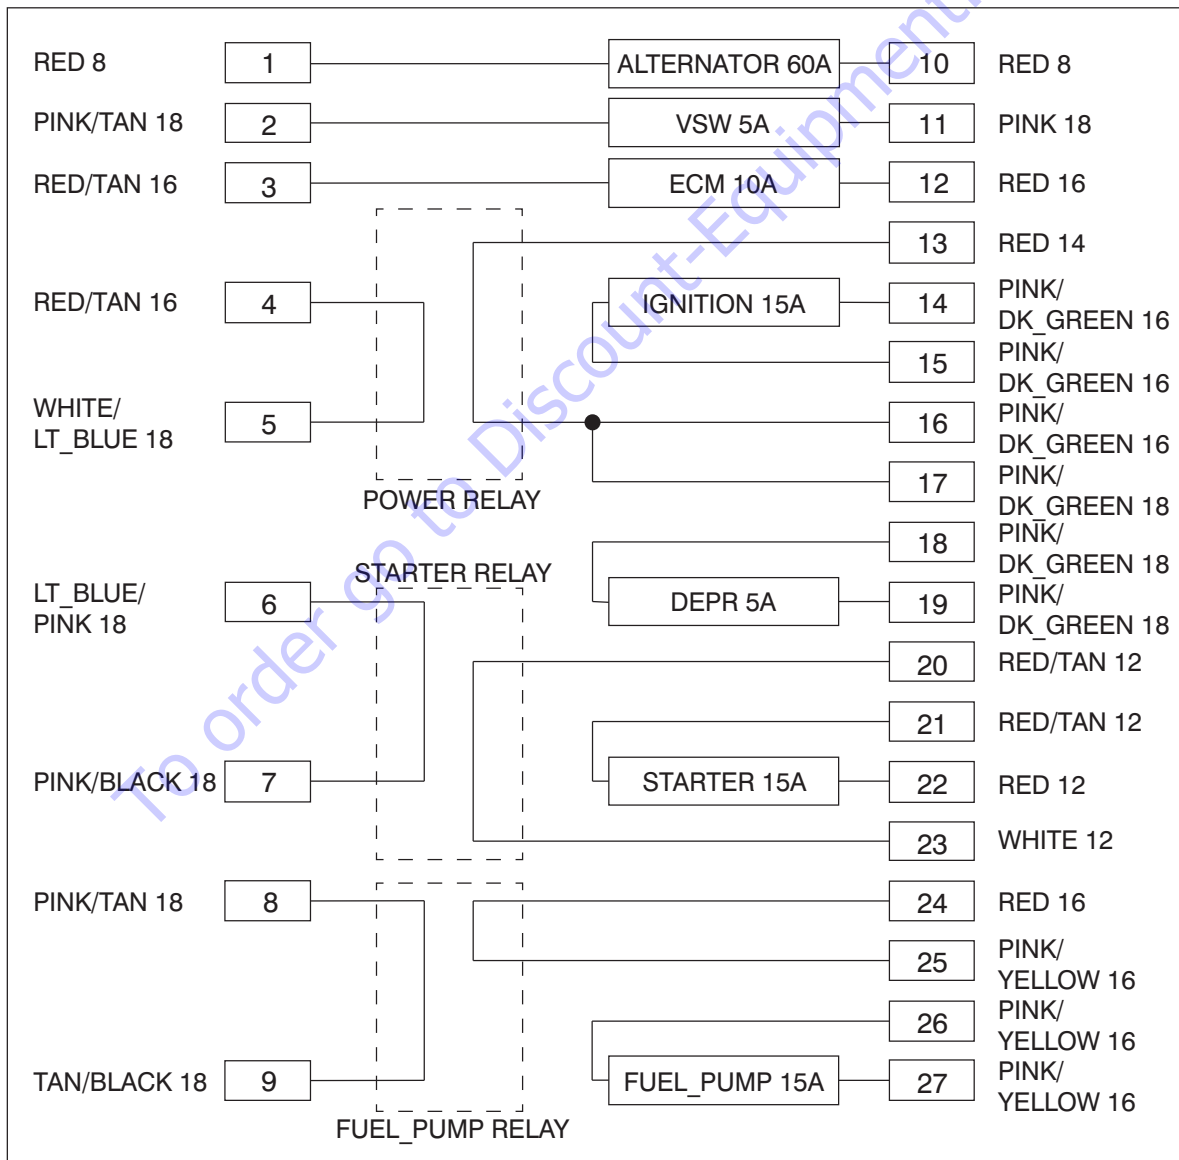 RED 8
1
ALTERNATOR 60A
10
RED 8
PINK/TAN 18
2
VSW 5A
11
PINK 18
RED/TAN 16
3
ECM 10A
12
RED 16
13
RED 14
RED/TAN 16
4
IGNITION 15A
14
PINK/
DK_GREEN 16
15
PINK/
DK_GREEN 16
WHITE/
LT_BLUE 18
5
16
PINK/
DK_GREEN 16
17
PINK/
DK_GREEN 18
POWER RELAY
18
PINK/
DK_GREEN 18
STARTER RELAY
LT_BLUE/
PINK 18
6
DEPR 5A
19
PINK/
DK_GREEN 18
20
RED/TAN 12
21
RED/TAN 12
PINK/BLACK 18
7
STARTER 15A
22
RED 12
23
WHITE 12
PINK/TAN 18
8
24
RED 16
25
PINK/
YELLOW 16
26
PINK/
YELLOW 16
TAN/BLACK 18
9
FUEL_PUMP 15A
27
PINK/
YELLOW 16
FUEL_PUMP RELAY
To order go to Discount-Equipment